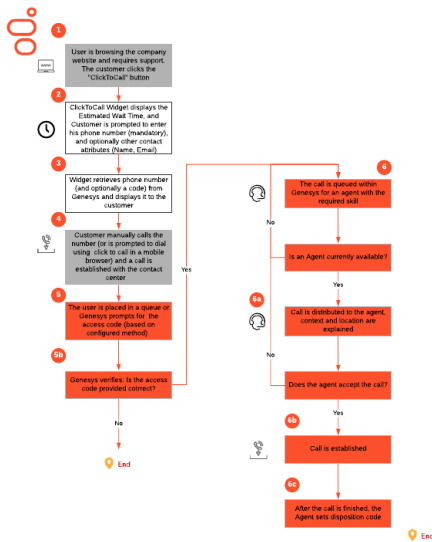 1
User is browsing the company
website and requires support.
The customer clicks the
"ClickToCall" button
2
ClickToCall Widget displays the
Estimated Wait Time, and
Customer is prompted to enter
his phone number (mandatory),
and optionally other contact
attributes (Name, Email)
3
Widget retrieves phone number
(and optionally a code) from
Genesys and displays it to the
customer
4
Customer manually calls the
number (or is prompted to dial
using click to call in a mobile
browser) and a call is
established with the contact
center
5
The user is placed in a queue or
Genesys prompts for the
access code (based on
configured method)
5b
Genesys verifies: Is the access
code provided cotrrect?
Yes
No
End
6
The call is queued within
Genesys for an agent with the
required skill
No
Is an Agent currently available?
Yes
6a
Call is distributed to the agent,
context and location are
explained
No
Does the agent accept the call?
Yes
6b
Call is established
6c
After the call is finished, the
Agent sets disposition code
End